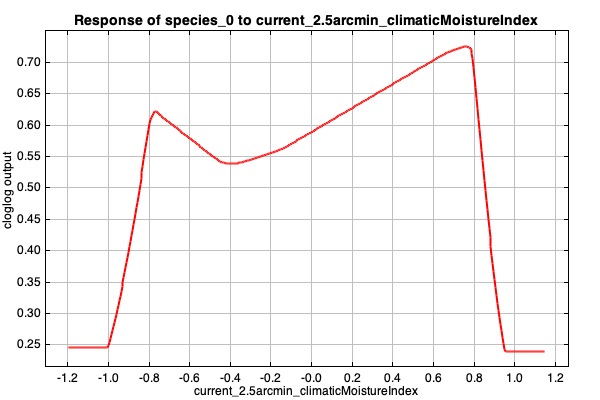 Response of species_0 to current_2.5arcmin_climaticMoistureIndex
cloglog output
0.70
0.65
0.60
0.55
0.50
0.45
0.40
0.35
0.30
0.25
-1.2 -1.0 -0.8 -0.6 -0.4 -0.2 -0.0 0.2 0.4 0.6 0.8 1.0 1.2
current_2.5arcmin_climaticMoistureIndex